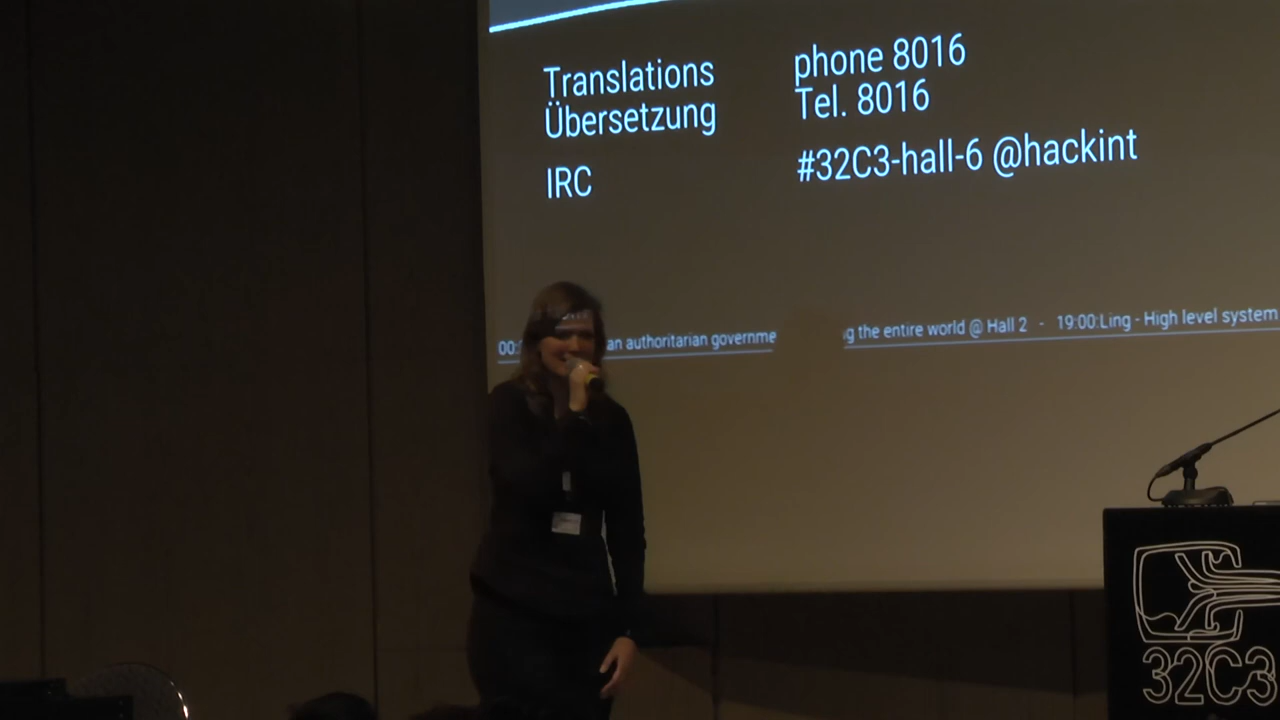 Translations
Übersetzung
phone 8016
Tel. 8016
IRC
#32C3-hall-6 @hackint
00: an authoritarian governme g the entire world @ Hall 2 - 19:00:Ling - High level system
32C3